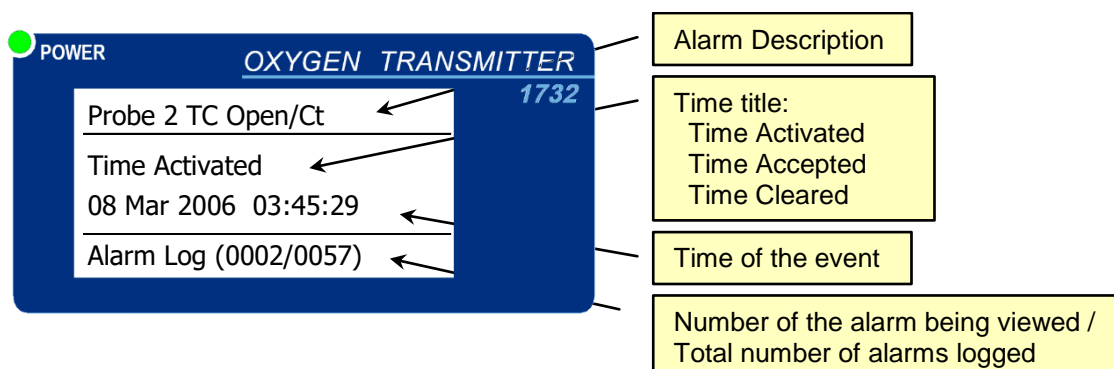 POWER
OXYGEN TRANSMITTER
1732
Probe 2 TC Open/Ct
Time Activated
08 Mar 2006 03:45:29
Alarm Log (0002/0057)
Alarm Description
Time title:
Time Activated
Time Accepted
Time Cleared
Time of the event
Number of the alarm being viewed /
Total number of alarms logged